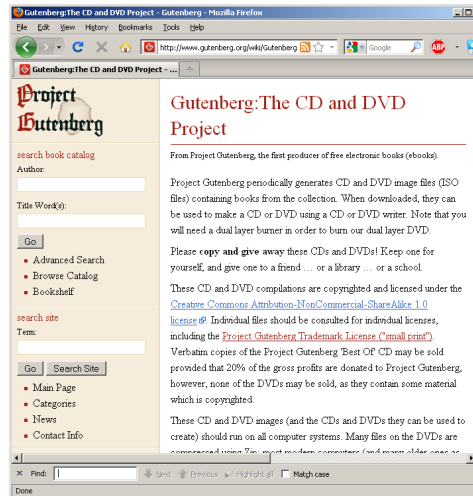 Gutenberg:The CD and DVD Project - Gutenberg - Mozilla Firefox
File Edit View History Bookmarks Tools Help
http://www.gutenberg.org/wiki/Gutenberg
Google
ABP
Gutenberg:The CD and DVD Project - ...
Project
Gutenberg
search book catalog
Author:
Title Word(s):
Go
Advanced Search
Browse Catalog
Bookshelf
search site
Term:
Go Search Site
Main Page
Categories
News
Contact Info
Gutenberg:The CD and DVD
Project
From Project Gutenberg, the first producer of free electronic books (ebooks).
Project Gutenberg periodically generates CD and DVD image files (ISO
files) containing books from the collection. When downloaded, they can
be used to make a CD or DVD using a CD or DVD writer. Note that you
will need a dual layer burner in order to burn our dual layer DVD.
Please copy and give away these CDs and DVDs! Keep one for
yourself, and give one to a friend … or a library … or a school.
These CD and DVD compilations are copyrighted and licensed under the
Creative Commons Attribution-NonCommercial-ShareAlike 1.0
license. Individual files should be consulted for individual licenses,
including the Project Gutenberg Trademark License ("small print").
Verbatim copies of the Project Gutenberg 'Best Of' CD may be sold
provided that 20% of the gross profits are donated to Project Gutenberg,
however, none of the DVDs may be sold, as they contain some material
which is copyrighted.
These CD and DVD images (and the CDs and DVDs they can be used to
create) should run on all computer systems. Many files on the DVDs are
compressed using Zip; most modern computers (and many older ones as
Find: Next Previous Highlight all Match case
Done